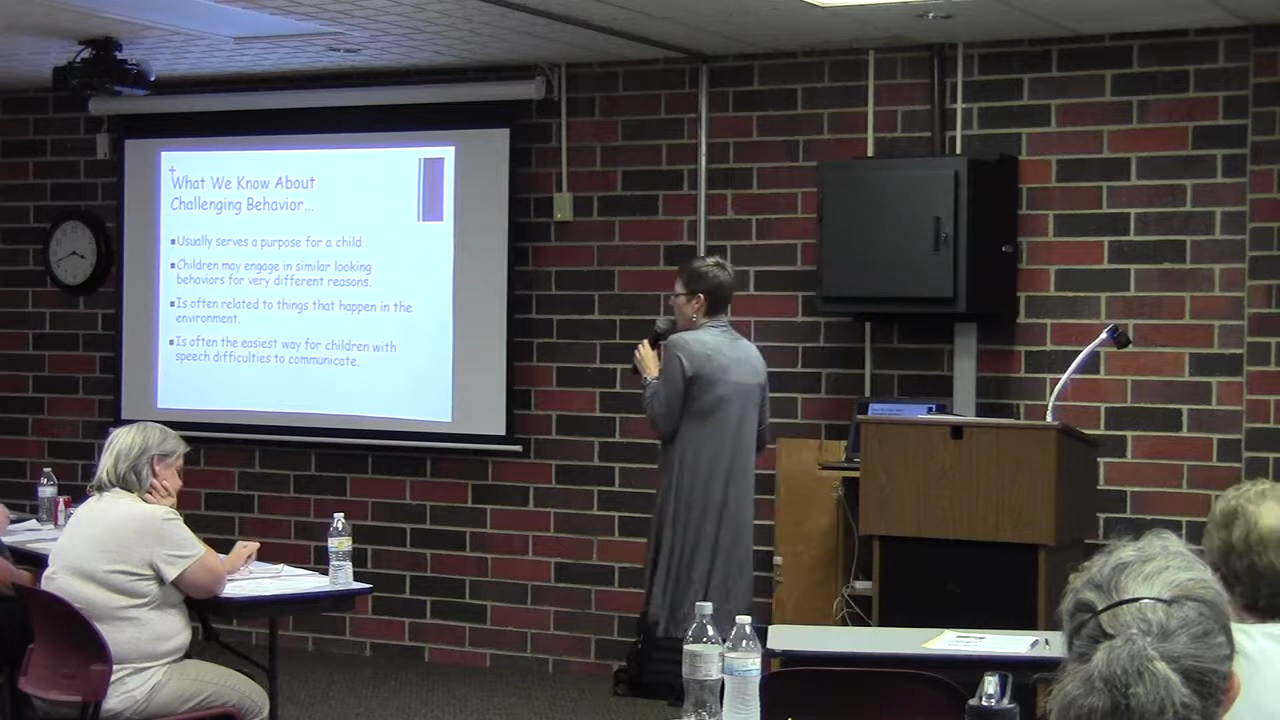 +
What We Know About
Challenging Behavior...
▪Usually serves a purpose for a child.
▪Children may engage in similar looking
behaviors for very different reasons.
▪Is often related to things that happen in the
environment.
▪Is often the easiest way for children with
speech difficulties to communicate.